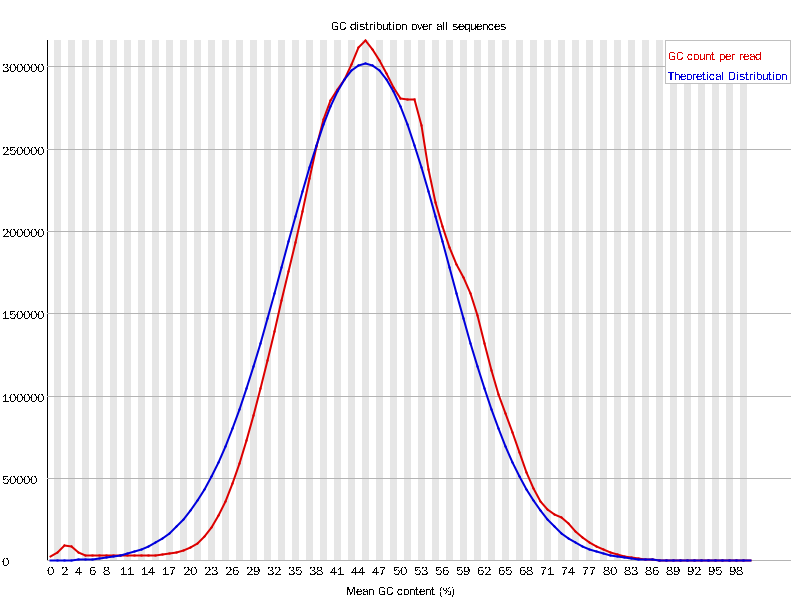 GC distribution over all sequences
GC count per read
Theoretical Distribution
300000
250000
200000
150000
100000
50000
0
0 2 4 6 8 11 14 17 20 23 26 29 32 35 38 41 44 47 50 53 56 59 62 65 68 71 74 77 80 83 86 89 92 95 98
Mean GC content (%)